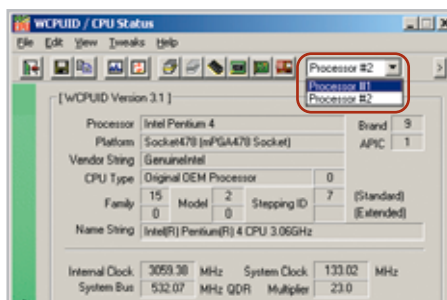 WCPUID / CPU Status
File Edit View Tweaks Help
Processor #2
Processor #1
Processor #2
[ WCPUID Version 3.1 ]
Processor Intel Pentium 4 Brand 9
Platform Socket478 (mPGA478 Socket) APIC 1
Vendor String GenuineIntel
CPU Type Original OEM Processor 0
Family 15 Model 2 Stepping ID 7 (Standard)
0 0 (Extended)
Name String Intel(R) Pentium(R) 4 CPU 3.06GHz
Internal Clock 3059.38 MHz System Clock 133.02 MHz
System Bus 532.07 MHz QDR Multiplier 23.0